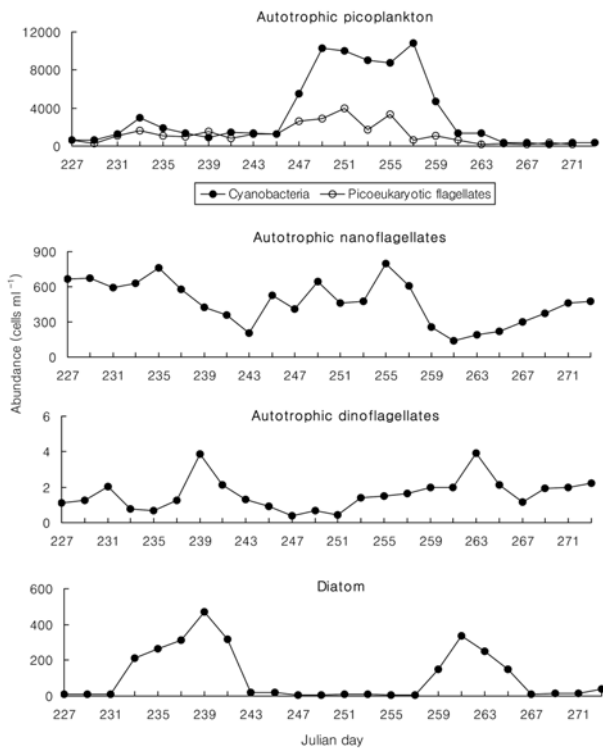 Autotrophic picoplankton
12000
8000
4000
0
227 231 235 239 243 247 251 255 259 263 267 271
Cyanobacteria Picoeukaryotic flagellates
Autotrophic nanoflagellates
900
600
300
0
227 231 235 239 243 247 251 255 259 263 267 271
Abundance (cells ml⁻¹)
Autotrophic dinoflagellates
6
4
2
0
227 231 235 239 243 247 251 255 259 263 267 271
Diatom
600
400
200
0
227 231 235 239 243 247 251 255 259 263 267 271
Julian day